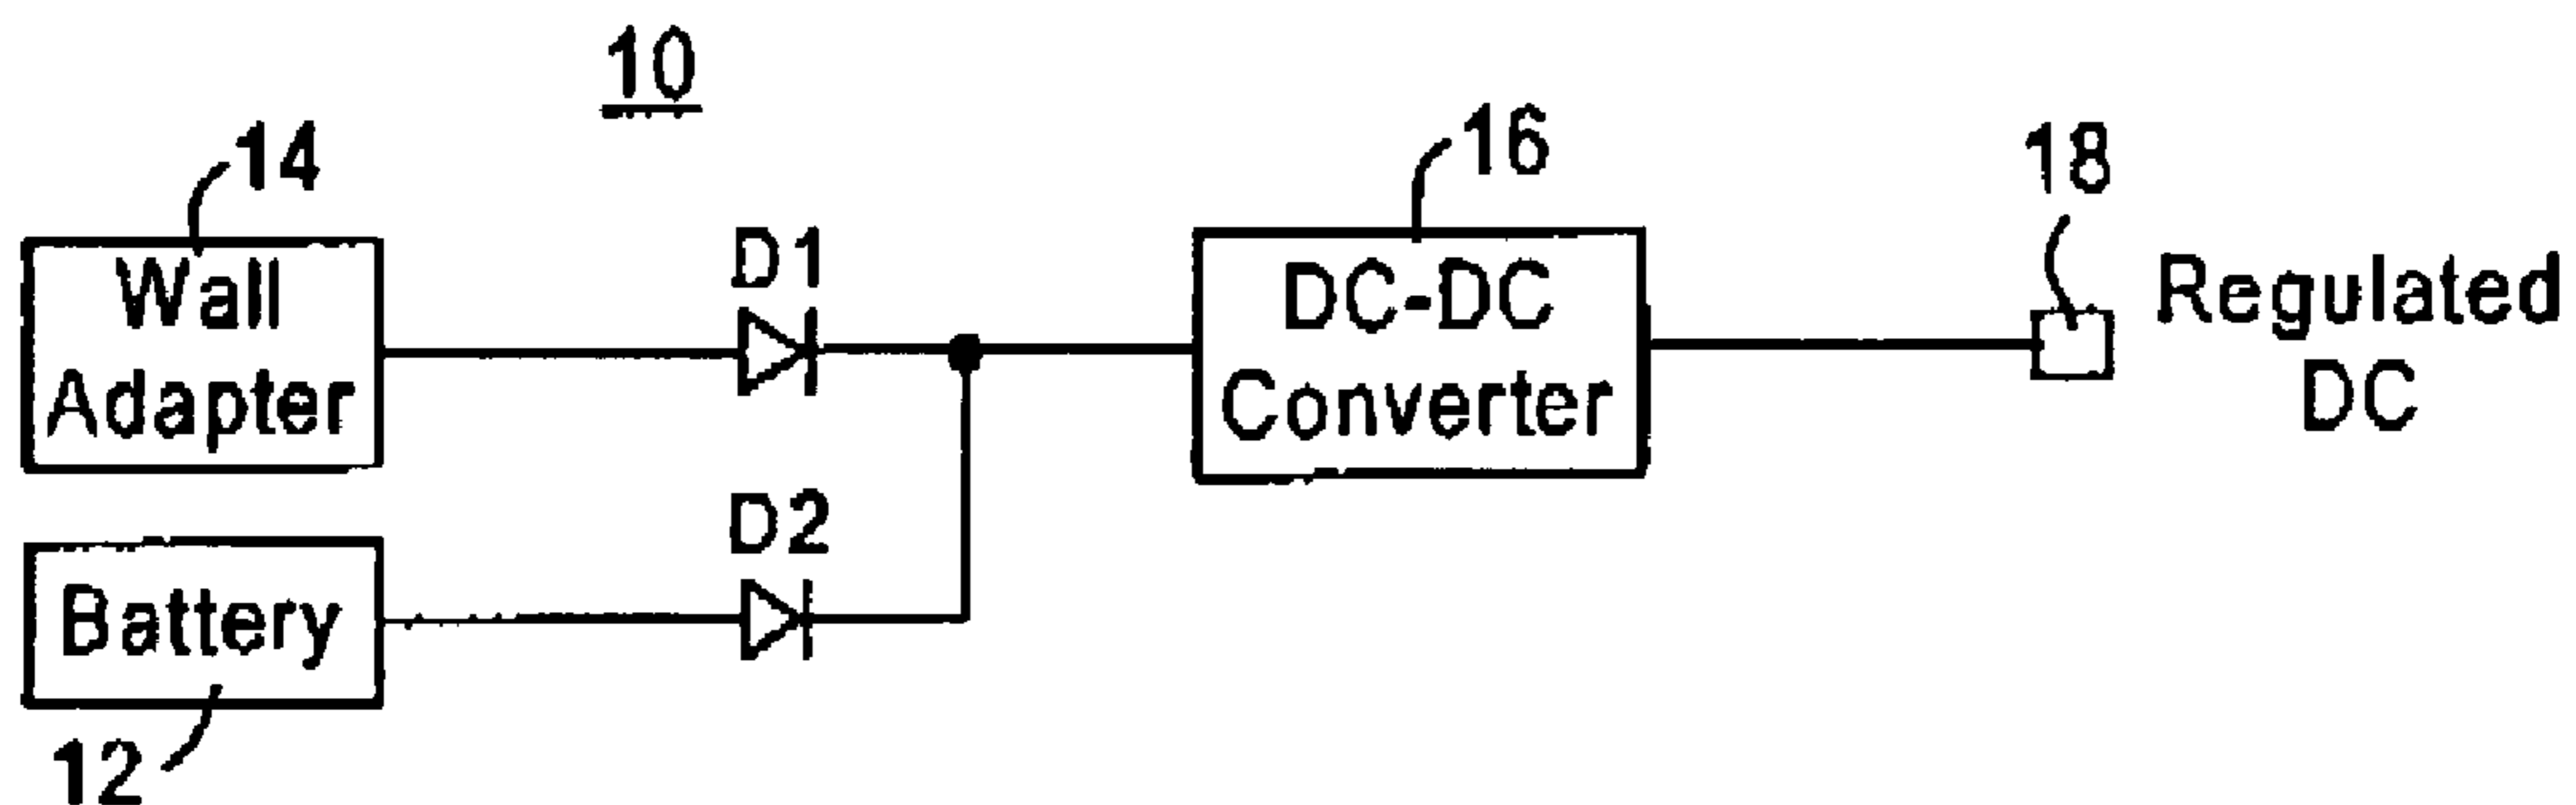 10
14
Wall
Adapter
D1
16
DC-DC
Converter
18
Regulated
DC
D2
Battery
12